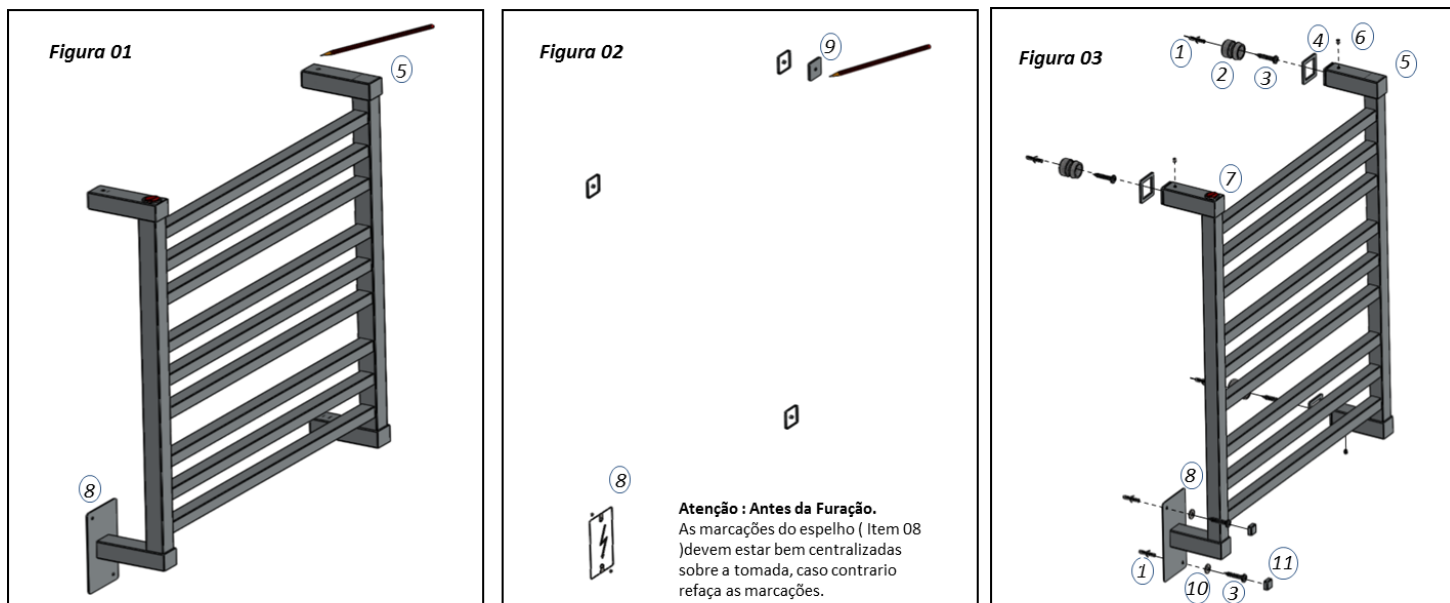 Figura 01
5
8
Figura 02
9
8
Atenção : Antes da Furação.
As marcações do espelho ( Item 08
)devem estar bem centralizadas
sobre a tomada, caso contrario
refaça as marcações.
Figura 03
1
2
3
4
6
5
7
8
1
10
3
11